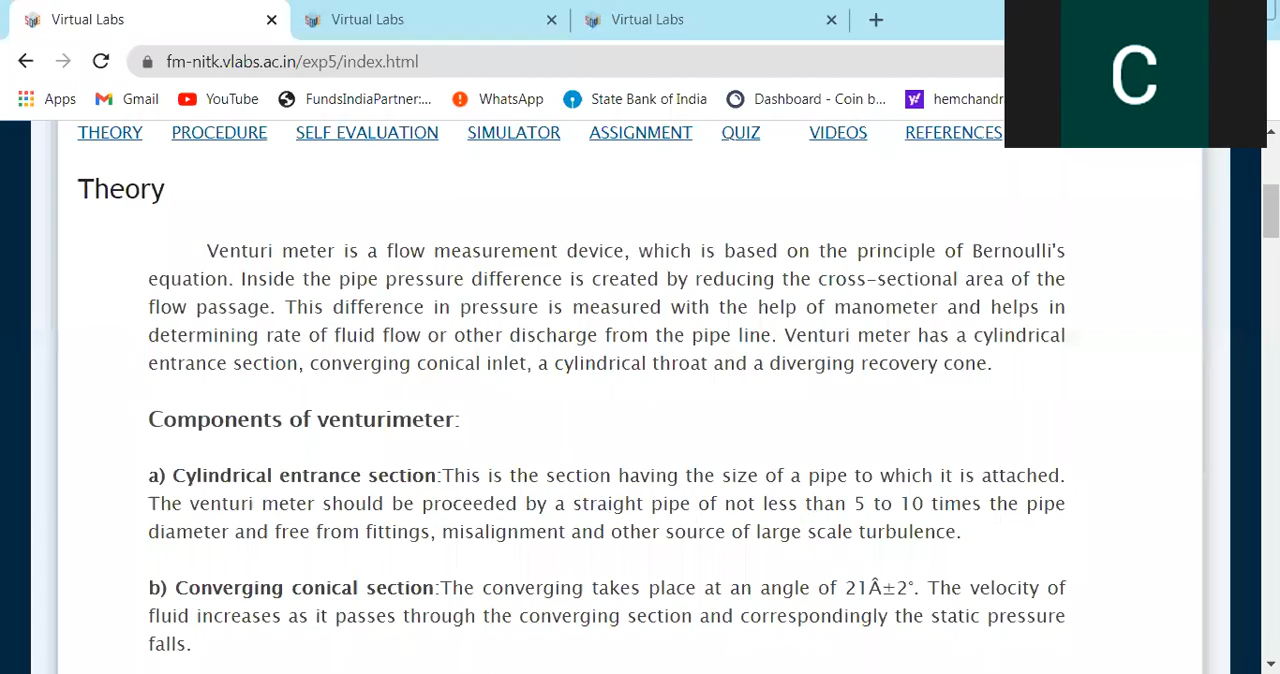 Virtual Labs
Virtual Labs
Virtual Labs
fm-nitk.vlabs.ac.in/exp5/index.html
Apps Gmail YouTube FundsIndiaPartner:... WhatsApp State Bank of India Dashboard - Coin b... hemchandr
C
THEORY PROCEDURE SELF EVALUATION SIMULATOR ASSIGNMENT QUIZ VIDEOS REFERENCES
Theory
Venturi meter is a flow measurement device, which is based on the principle of Bernoulli's
equation. Inside the pipe pressure difference is created by reducing the cross-sectional area of the
flow passage. This difference in pressure is measured with the help of manometer and helps in
determining rate of fluid flow or other discharge from the pipe line. Venturi meter has a cylindrical
entrance section, converging conical inlet, a cylindrical throat and a diverging recovery cone.
Components of venturimeter:
a) Cylindrical entrance section:This is the section having the size of a pipe to which it is attached.
The venturi meter should be proceeded by a straight pipe of not less than 5 to 10 times the pipe
diameter and free from fittings, misalignment and other source of large scale turbulence.
b) Converging conical section:The converging takes place at an angle of 21Â±2°. The velocity of
fluid increases as it passes through the converging section and correspondingly the static pressure
falls.